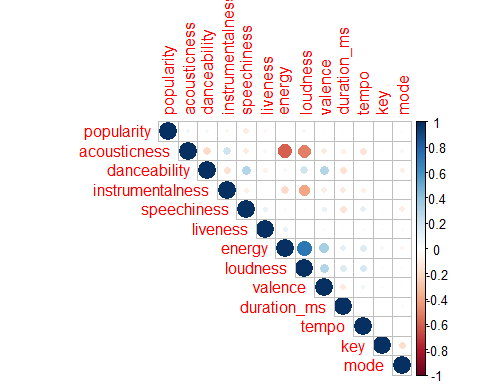 popularity
acousticness
danceability
instrumentalness
speechiness
liveness
energy
loudness
valence
duration_ms
tempo
key
mode
popularity
acousticness
danceability
instrumentalness
speechiness
liveness
energy
loudness
valence
duration_ms
tempo
key
mode
1
0.8
0.6
0.4
0.2
0
-0.2
-0.4
-0.6
-0.8
-1